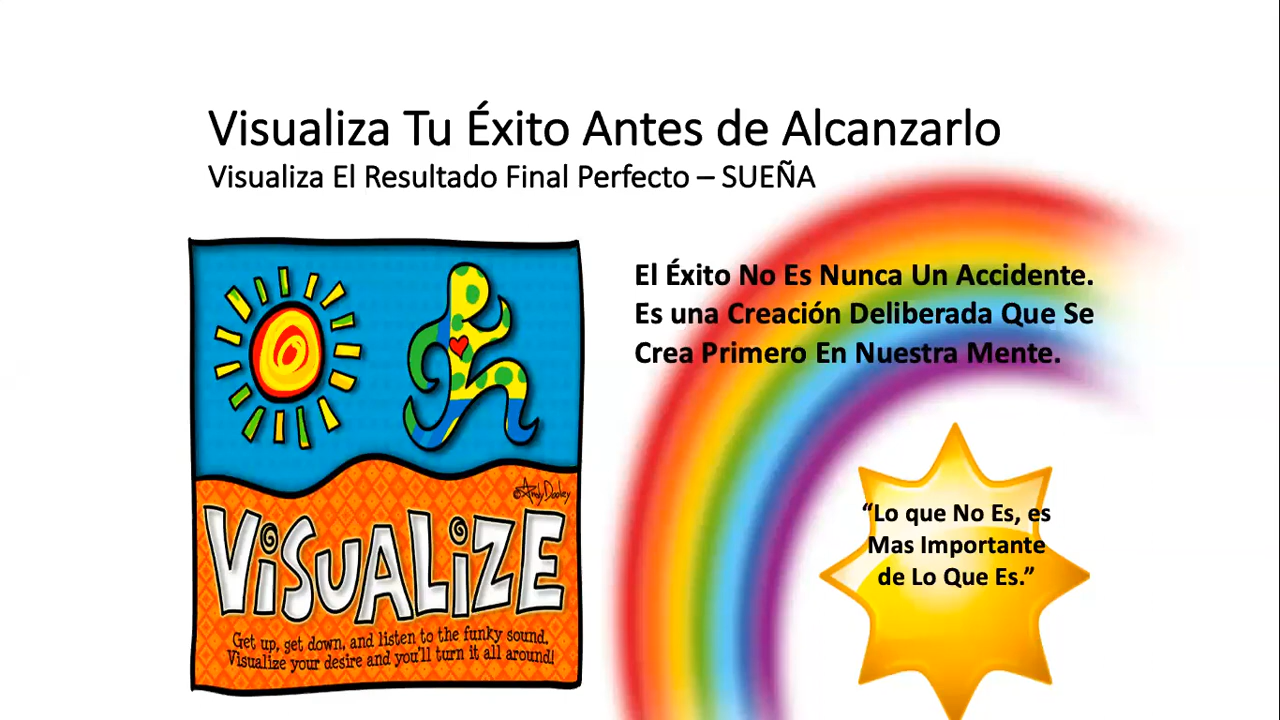 Visualiza Tu Éxito Antes de Alcanzarlo
Visualiza El Resultado Final Perfecto – SUEÑA
El Éxito No Es Nunca Un Accidente.
Es una Creación Deliberada Que Se
Crea Primero En Nuestra Mente.
©Andy Dooley
ViSUALiZE
Get up, get down, and listen to the funky sound.
Visualize your desire and you'll turn it all around!
“Lo que No Es, es
Mas Importante
de Lo Que Es.”